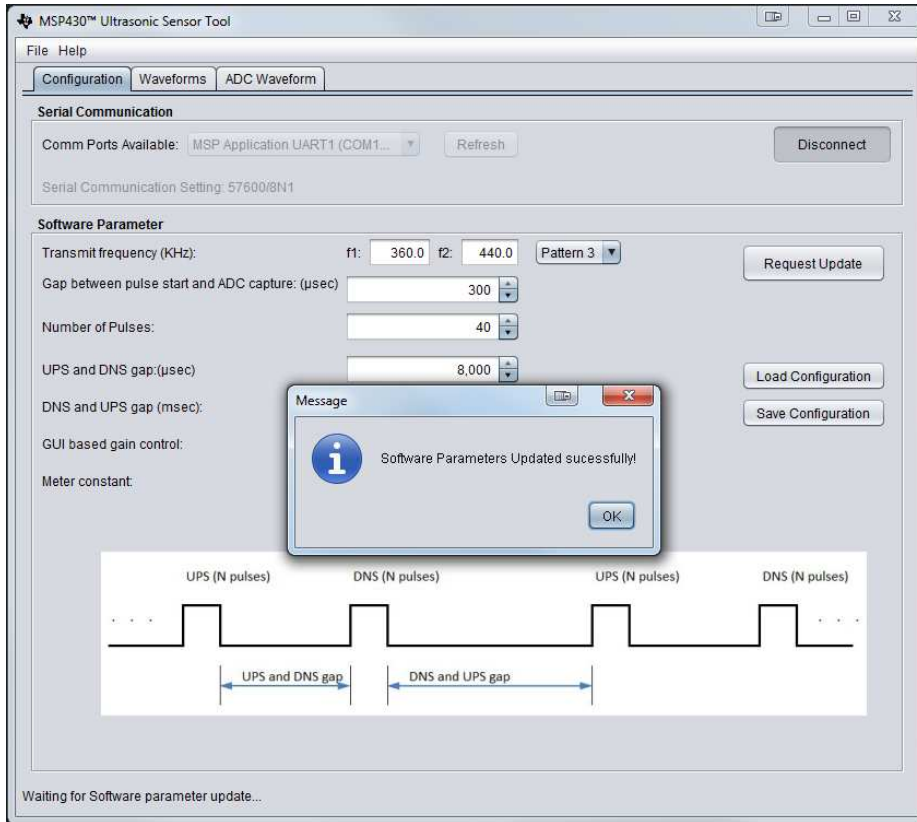 MSP430™ Ultrasonic Sensor Tool
File Help
Configuration Waveforms ADC Waveform
Serial Communication
Comm Ports Available: MSP Application UART1 (COM1... Refresh Disconnect
Serial Communication Setting: 57600/8N1
Software Parameter
Transmit frequency (KHz): f1: 360.0 f2: 440.0 Pattern 3
Request Update
Gap between pulse start and ADC capture: (µsec) 300
Number of Pulses: 40
UPS and DNS gap:(µsec) 8,000
Load Configuration
DNS and UPS gap (msec):
Save Configuration
GUI based gain control:
Meter constant:
Message
Software Parameters Updated sucessfully!
OK
UPS (N pulses) DNS (N pulses) UPS (N pulses) DNS (N pulses)
. . . . . .
UPS and DNS gap DNS and UPS gap
Waiting for Software parameter update...